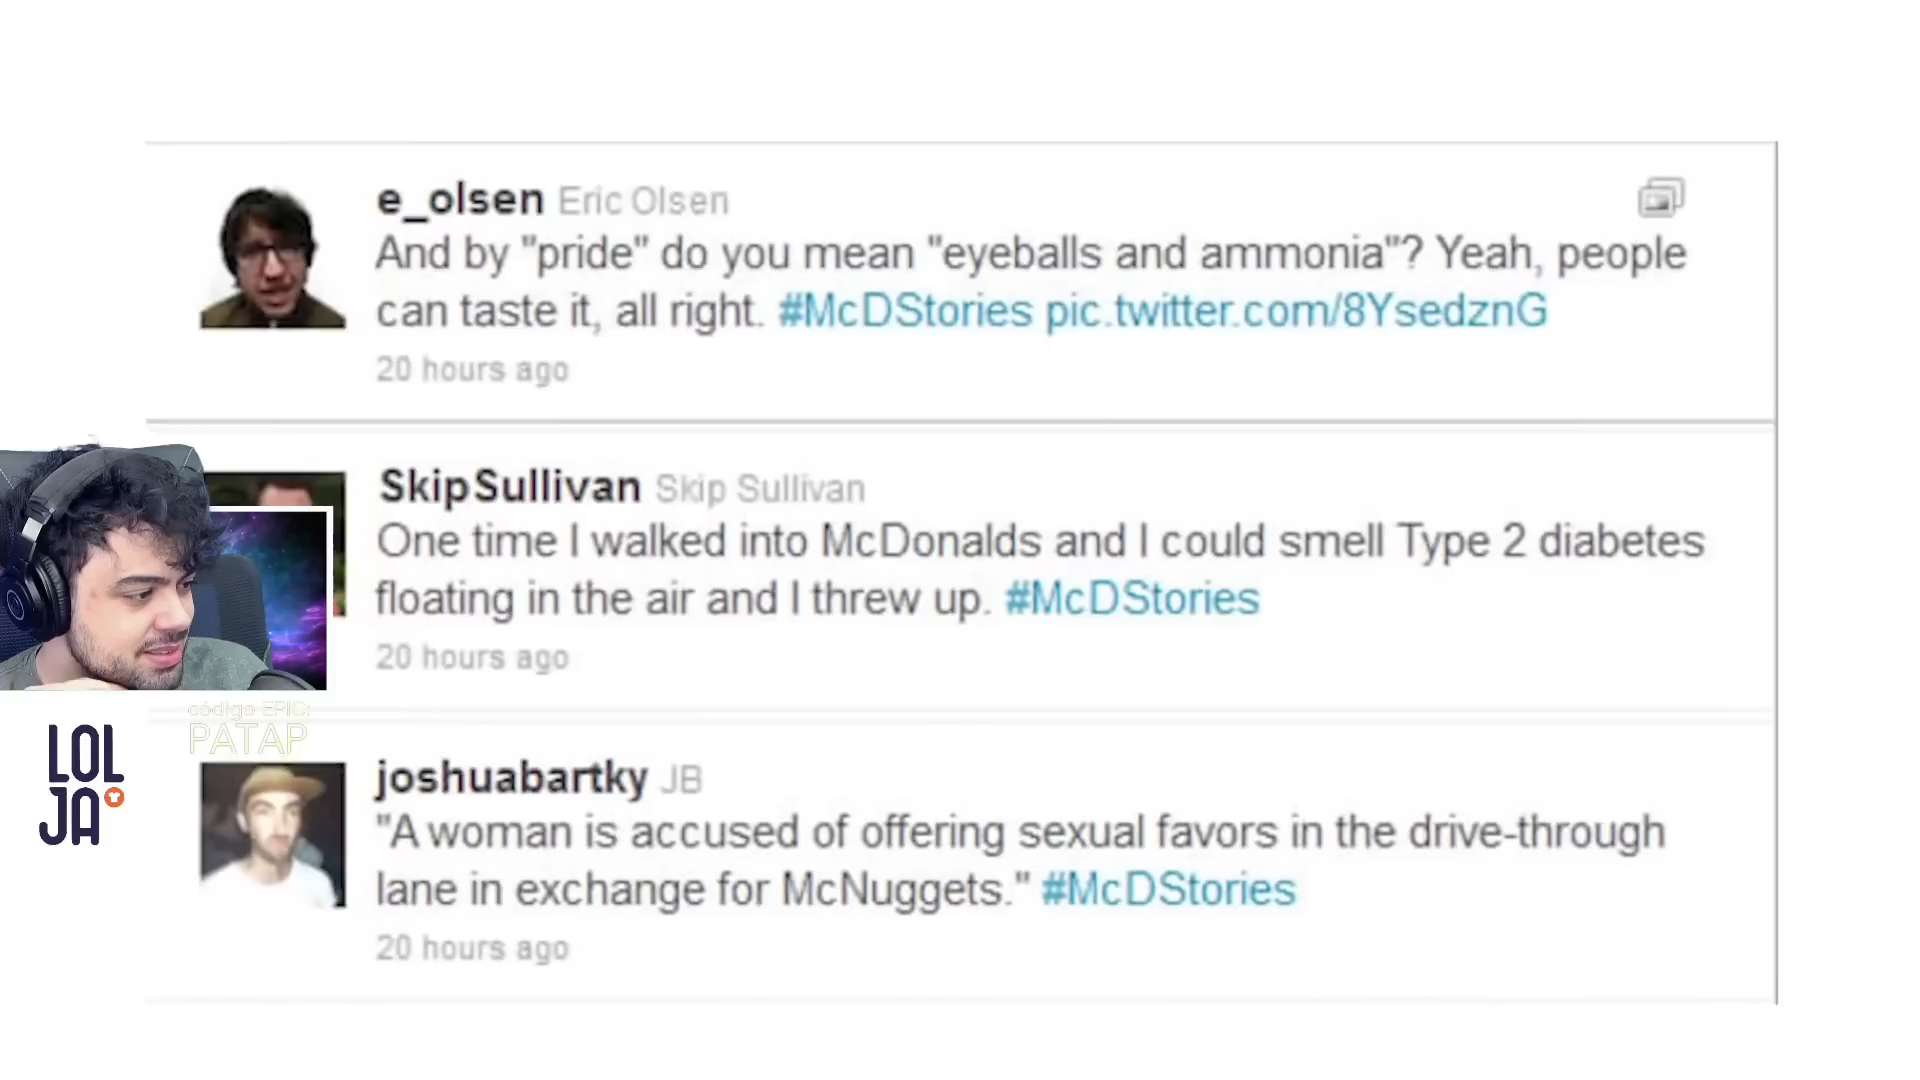 e_olsen Eric Olsen
And by "pride" do you mean "eyeballs and ammonia"? Yeah, people
can taste it, all right. #McDStories pic.twitter.com/8YsedznG
20 hours ago
SkipSullivan Skip Sullivan
One time I walked into McDonalds and I could smell Type 2 diabetes
floating in the air and I threw up. #McDStories
20 hours ago
código EPIC:
PATAP
LOL
JA
joshuabartky JB
"A woman is accused of offering sexual favors in the drive-through
lane in exchange for McNuggets." #McDStories
20 hours ago